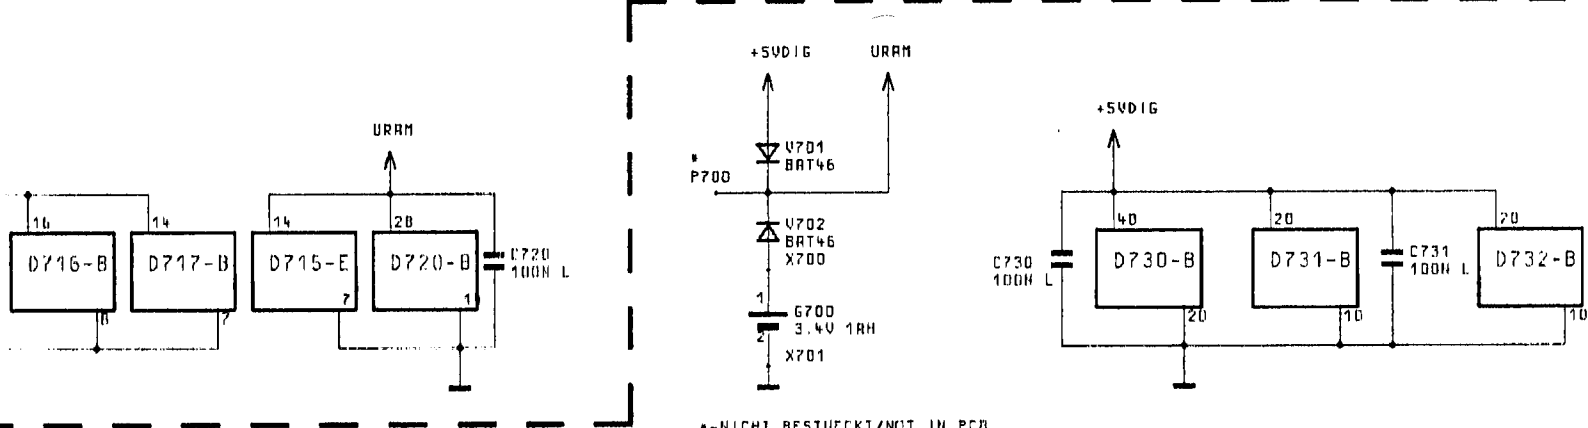 URAM
16
14
14
28
D716-B
D717-B
D715-E
D720-B
C720
100N L
8
7
7
+5VDIG
URAM
V701
BAT46
*
P700
V702
BAT46
X700
1
G700
3.4V 1AH
2
X701
+5VDIG
40
20
20
C730
100N L
D730-B
D731-B
C731
100N L
D732-B
20
10
10
*=NICHT BESTUECKT/NOT IN PCB